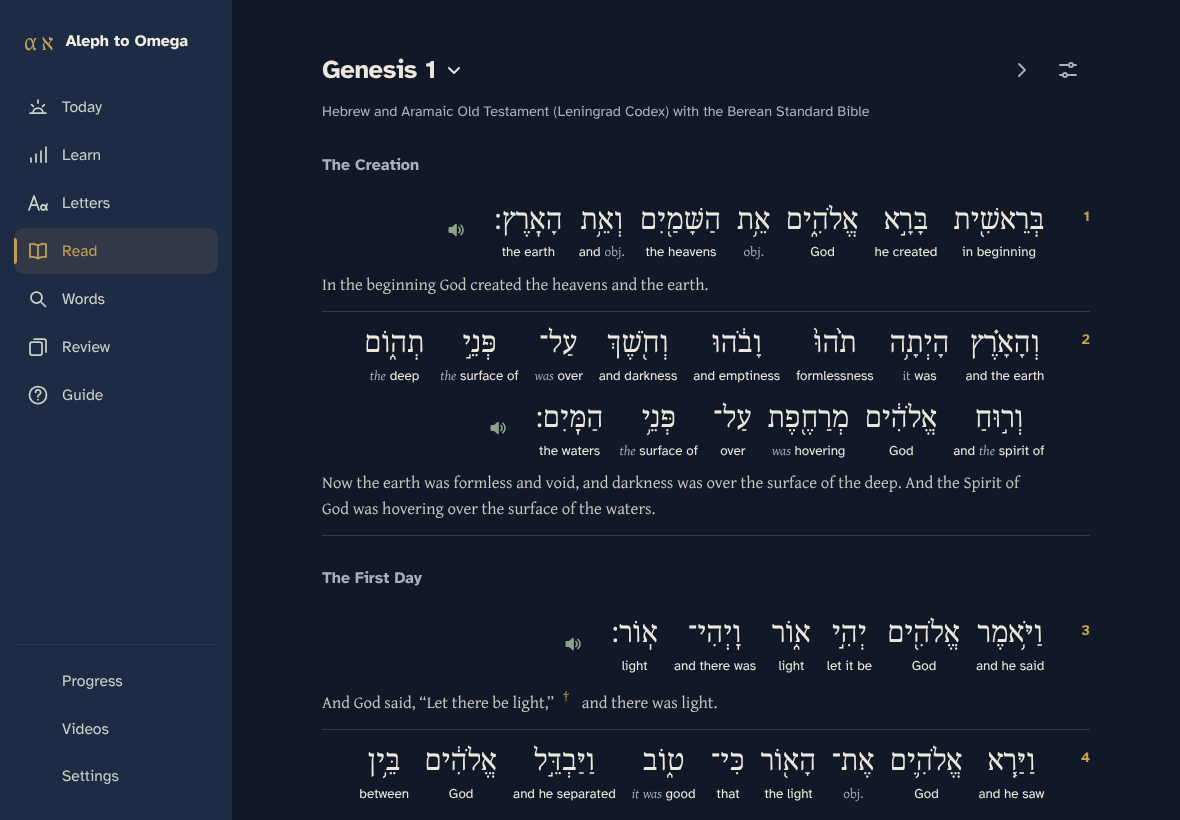 α א Aleph to Omega
Today
Learn
Letters
Read
Words
Review
Guide
Progress
Videos
Settings
Genesis 1
Hebrew and Aramaic Old Testament (Leningrad Codex) with the Berean Standard Bible
The Creation
1
בְּרֵאשִׁ֖ית בָּרָ֣א אֱלֹהִ֑ים אֵ֥ת הַשָּׁמַ֖יִם וְאֵ֥ת הָאָֽרֶץ׃
in beginning he created God obj. the heavens and obj. the earth
In the beginning God created the heavens and the earth.
2
וְהָאָ֗רֶץ הָיְתָ֥ה תֹ֙הוּ֙ וָבֹ֔הוּ וְחֹ֖שֶׁךְ עַל־ פְּנֵ֣י תְה֑וֹם
and the earth it was formlessness and emptiness and darkness was over the surface of the deep
וְר֣וּחַ אֱלֹהִ֔ים מְרַחֶ֖פֶת עַל־ פְּנֵ֥י הַמָּֽיִם׃
and the spirit of God was hovering over the surface of the waters
Now the earth was formless and void, and darkness was over the surface of the deep. And the Spirit of
God was hovering over the surface of the waters.
The First Day
3
וַיֹּ֥אמֶר אֱלֹהִ֖ים יְהִ֣י א֑וֹר וַֽיְהִי־ אֽוֹר׃
and he said God let it be light and there was light
And God said, “Let there be light,” † and there was light.
4
וַיַּ֧רְא אֱלֹהִ֛ים אֶת־ הָא֖וֹר כִּי־ ט֑וֹב וַיַּבְדֵּ֣ל אֱלֹהִ֔ים בֵּ֥ין
and he saw God obj. the light that it was good and he separated God between